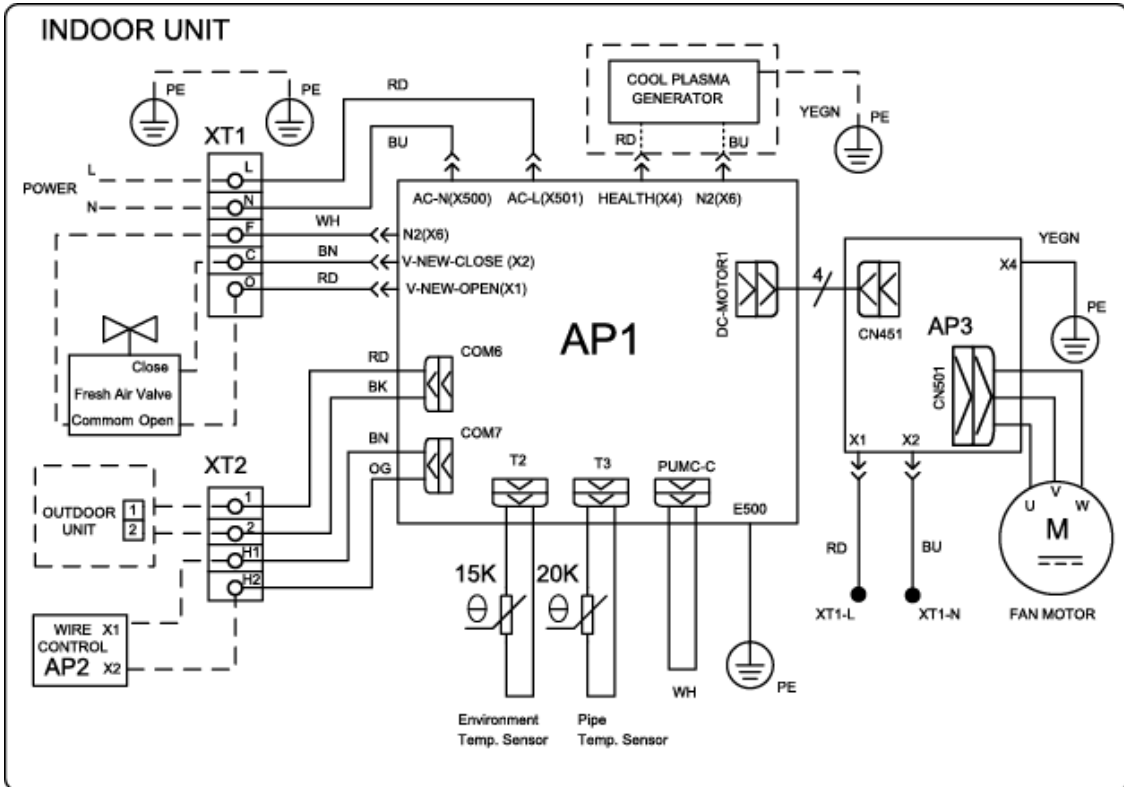 INDOOR UNIT
PE
PE
RD
BU
XT1
L
N
F
C
O
POWER
L
N
WH
BN
RD
COOL PLASMA
GENERATOR
RD
BU
YEGN
PE
AC-N(X500)
AC-L(X501)
HEALTH(X4)
N2(X6)
N2(X6)
V-NEW-CLOSE (X2)
V-NEW-OPEN(X1)
AP1
DC-MOTOR1
4
CN451
AP3
X4
YEGN
PE
CN501
X1
X2
Close
Fresh Air Valve
Commom Open
RD
BK
COM6
BN
OG
COM7
XT2
1
2
H1
H2
OUTDOOR
UNIT
1
2
WIRE X1
CONTROL
AP2 X2
T2
T3
PUMC-C
E500
15K
20K
θ
θ
WH
PE
Environment
Temp. Sensor
Pipe
Temp. Sensor
RD
BU
XT1-L
XT1-N
U
V
W
M
FAN MOTOR